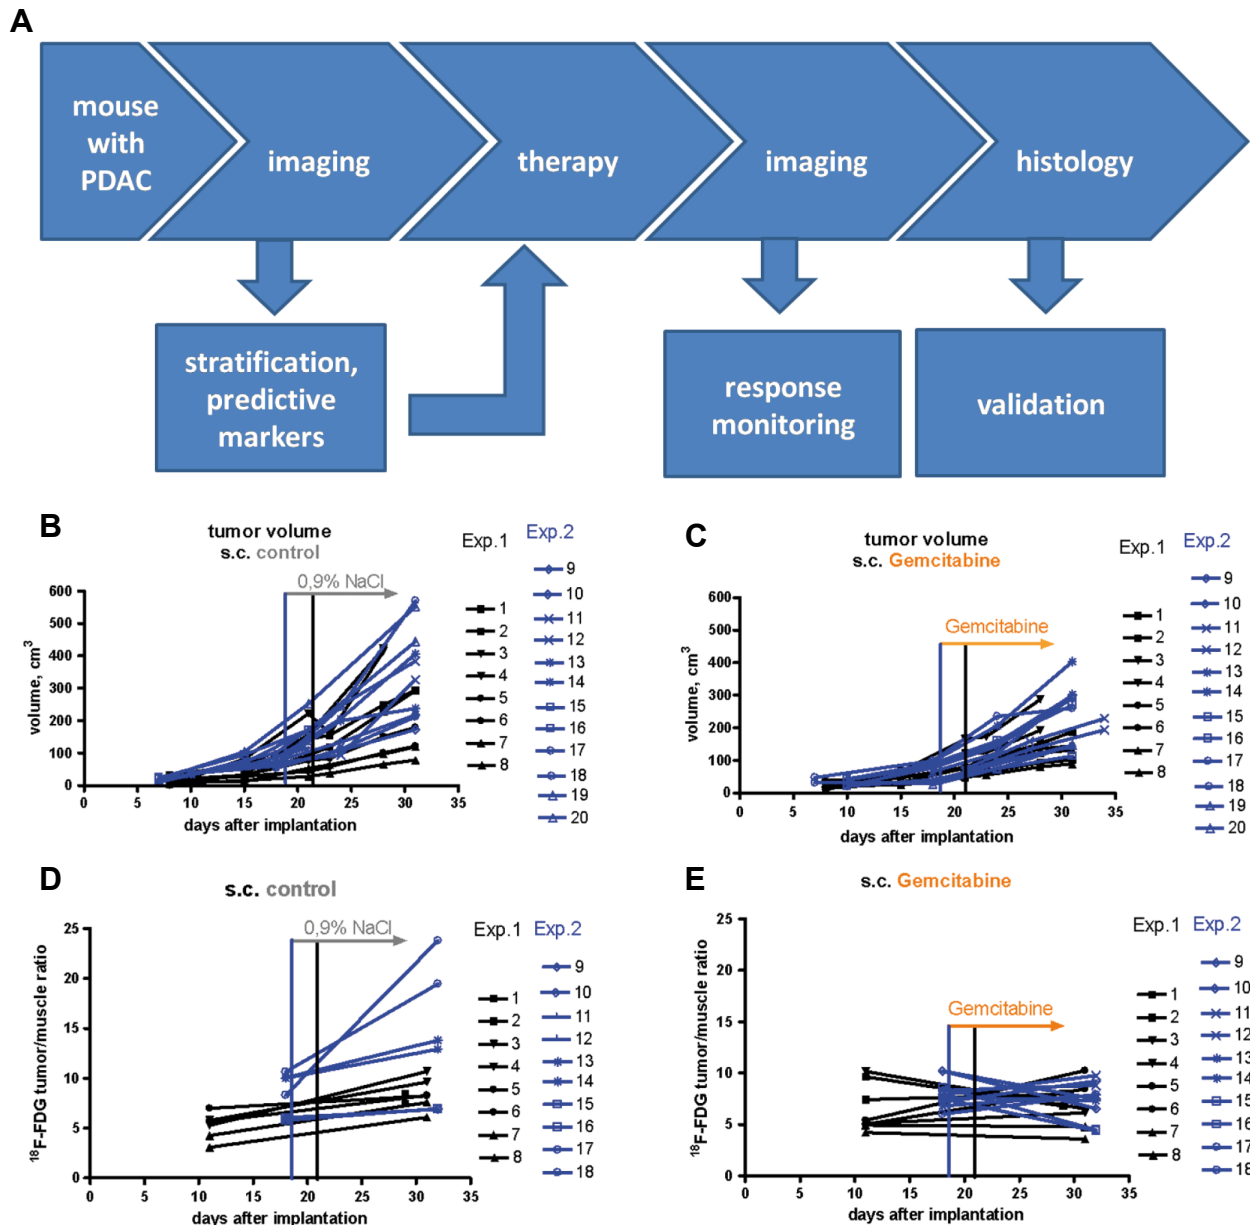 A
mouse
with
PDAC
imaging
therapy
imaging
histology
stratification,
predictive
markers
response
monitoring
validation
B
tumor volume
s.c. control
Exp.1
Exp.2
0,9% NaCl
volume, cm³
600
500
400
300
200
100
0
0 5 10 15 20 25 30 35
days after implantation
1
2
3
4
5
6
7
8
9
10
11
12
13
14
15
16
17
18
19
20
C
tumor volume
s.c. Gemcitabine
Exp.1
Exp.2
Gemcitabine
volume, cm³
600
500
400
300
200
100
0
0 5 10 15 20 25 30 35
days after implantation
1
2
3
4
5
6
7
8
9
10
11
12
13
14
15
16
17
18
19
20
D
s.c. control
0,9% NaCl
Exp.1
Exp.2
¹⁸F-FDG tumor/muscle ratio
25
20
15
10
5
0
0 5 10 15 20 25 30 35
days after implantation
1
2
3
4
5
6
7
8
9
10
11
12
13
14
15
16
17
18
E
s.c. Gemcitabine
Exp.1
Exp.2
Gemcitabine
¹⁸F-FDG tumor/muscle ratio
25
20
15
10
5
0
0 5 10 15 20 25 30 35
days after implantation
1
2
3
4
5
6
7
8
9
10
11
12
13
14
15
16
17
18